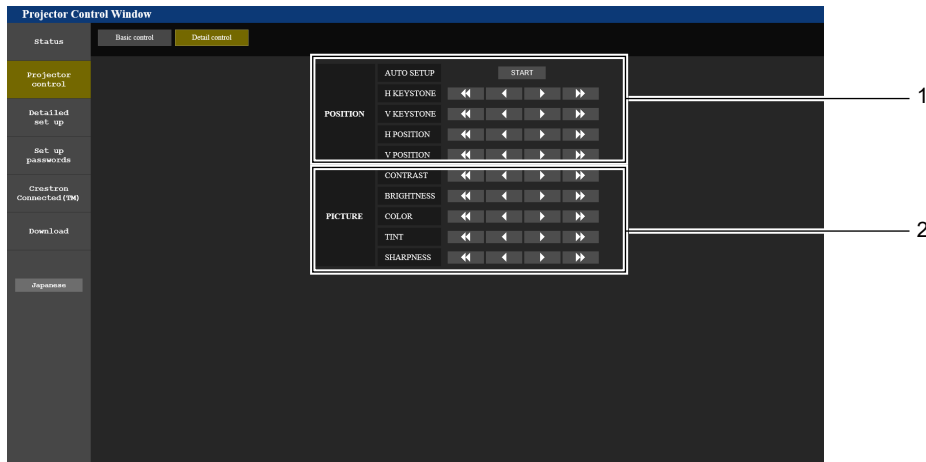 Projector Control Window
Status
Projector
control
Detailed
set up
Set up
passwords
Crestron
Connected(TM)
Download
Japanese
Basic control
Detail control
POSITION
AUTO SETUP START
H KEYSTONE
V KEYSTONE
H POSITION
V POSITION
1
PICTURE
CONTRAST
BRIGHTNESS
COLOR
TINT
SHARPNESS
2